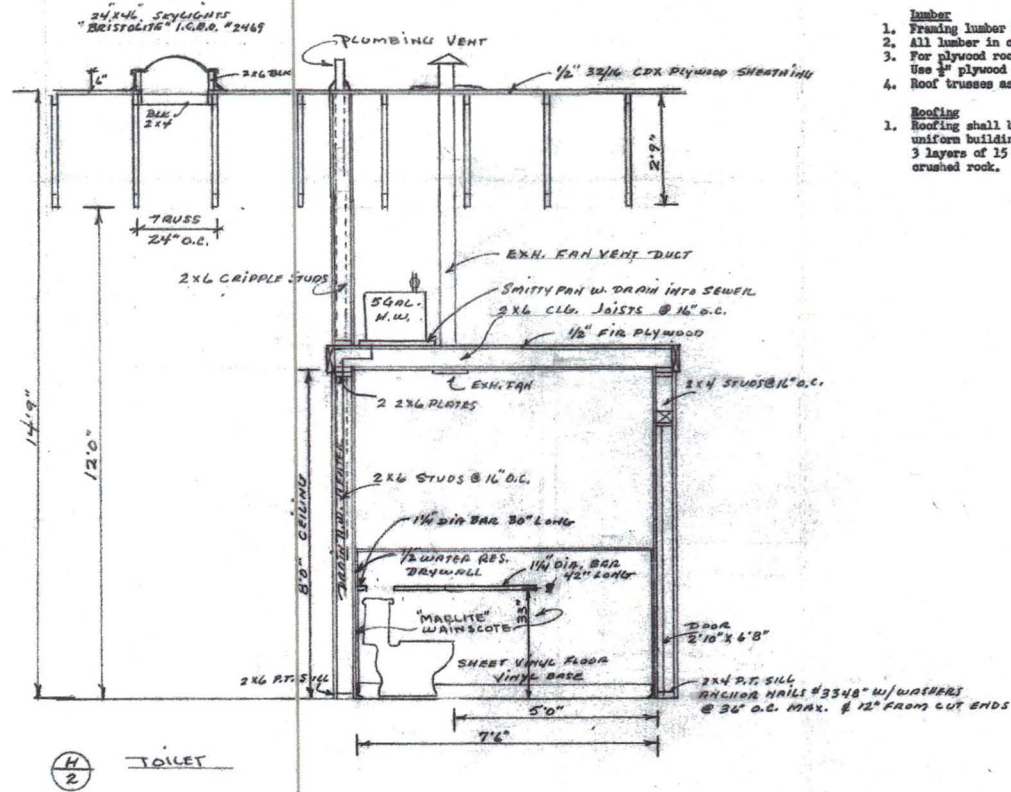 24"x46" SKYLIGHTS
"BRISTOLITE" I.C.B.O. #2469
PLUMBING VENT
6"
2x6 BLK
BLK
2x4
1/2" 32/16 CDX PLYWOOD SHEATHING
2'9"
TRUSS
24" O.C.
14'9"
12'0"
EXH. FAN VENT DUCT
2x6 CRIPPLE STUDS
5 GAL.
H.W.
SMITTY PAN W. DRAIN INTO SEWER
2x6 CLG. JOISTS @ 16" O.C.
1/2" FIR PLYWOOD
EXH. FAN
2 2x6 PLATES
2x4 STUDS @ 16" O.C.
8'0" CEILING
DRAIN H.W. HEATER
2x6 STUDS @ 16" O.C.
1 1/4" DIA BAR 30" LONG
1/2 WATER RES.
DRYWALL
1 1/4" DIA. BAR
42" LONG
33"
"MARLITE"
WAINSCOTE
DOOR
2'10" x 6'8"
SHEET VINYL FLOOR
VINYL BASE
2x6 P.T. SILL
2x4 P.T. SILL
ANCHOR NAILS #3348" W/WASHERS
@ 36" O.C. MAX. & 12" FROM CUT ENDS
5'0"
7'6"
H
2
TOILET
Lumber
1. Framing lumber
2. All lumber in c
3. For plywood roo
Use ½" plywood
4. Roof trusses as
Roofing
1. Roofing shall b
uniform buildin
3 layers of 15
crushed rock.